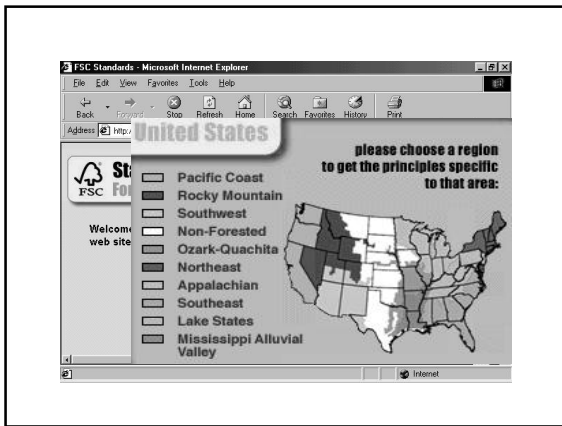 FSC Standards - Microsoft Internet Explorer
File Edit View Favorites Tools Help
Back Forward Stop Refresh Home Search Favorites History Print
Address http:
United States
please choose a region
to get the principles specific
to that area:
FSC
Sta
For
Welcome
web site
Pacific Coast
Rocky Mountain
Southwest
Non-Forested
Ozark-Quachita
Northeast
Appalachian
Southeast
Lake States
Mississippi Alluvial
Valley
Internet